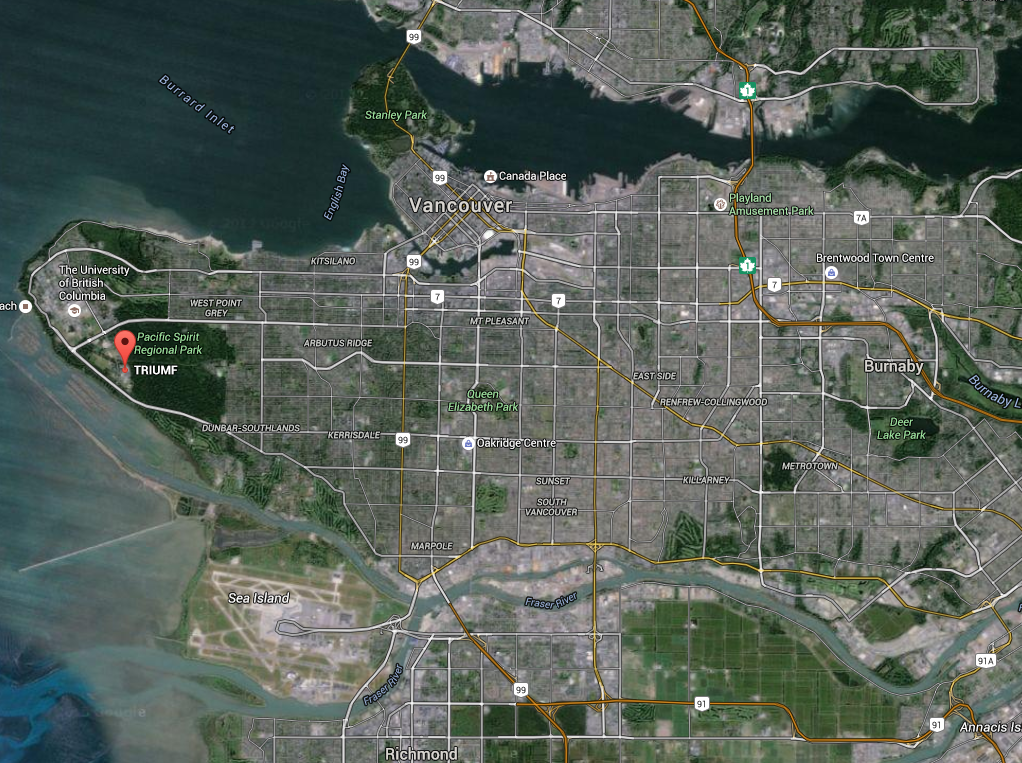 99
1
Burrard Inlet
Stanley Park
99
Canada Place
English Bay
Vancouver
Playland
Amusement Park
7A
KITSILANO
99
1
Brentwood Town Centre
The University
of British
Columbia
7
7
7
ach
WEST POINT
GREY
MT PLEASANT
Pacific Spirit
Regional Park
ARBUTUS RIDGE
TRIUMF
EAST SIDE
Burnaby
Burnaby L
Queen
Elizabeth Park
RENFREW-COLLINGWOOD
Deer
Lake Park
DUNBAR-SOUTHLANDS
KERRISDALE
99
Oakridge Centre
METROTOWN
SUNSET
KILLARNEY
SOUTH
VANCOUVER
MARPOLE
Sea Island
Fraser River
F
91A
Fraser River
99
91
91
Annacis Is
Richmond